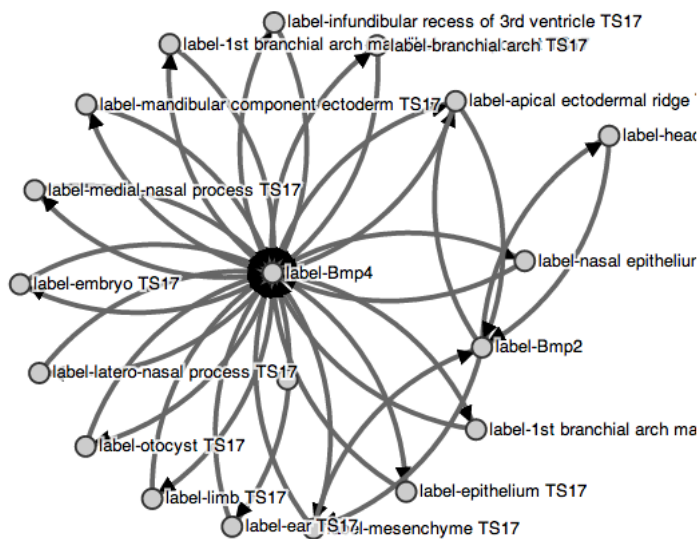 label-infundibular recess of 3rd ventricle TS17
label-1st branchial arch ma
label-branchial arch TS17
label-mandibular component ectoderm TS17
label-apical ectodermal ridge
label-head
label-medial-nasal process TS17
label-nasal epithelium
label-Bmp4
label-embryo TS17
label-Bmp2
label-latero-nasal process TS17
label-1st branchial arch ma
label-otocyst TS17
label-epithelium TS17
label-limb TS17
label-ear TS17
label-mesenchyme TS17